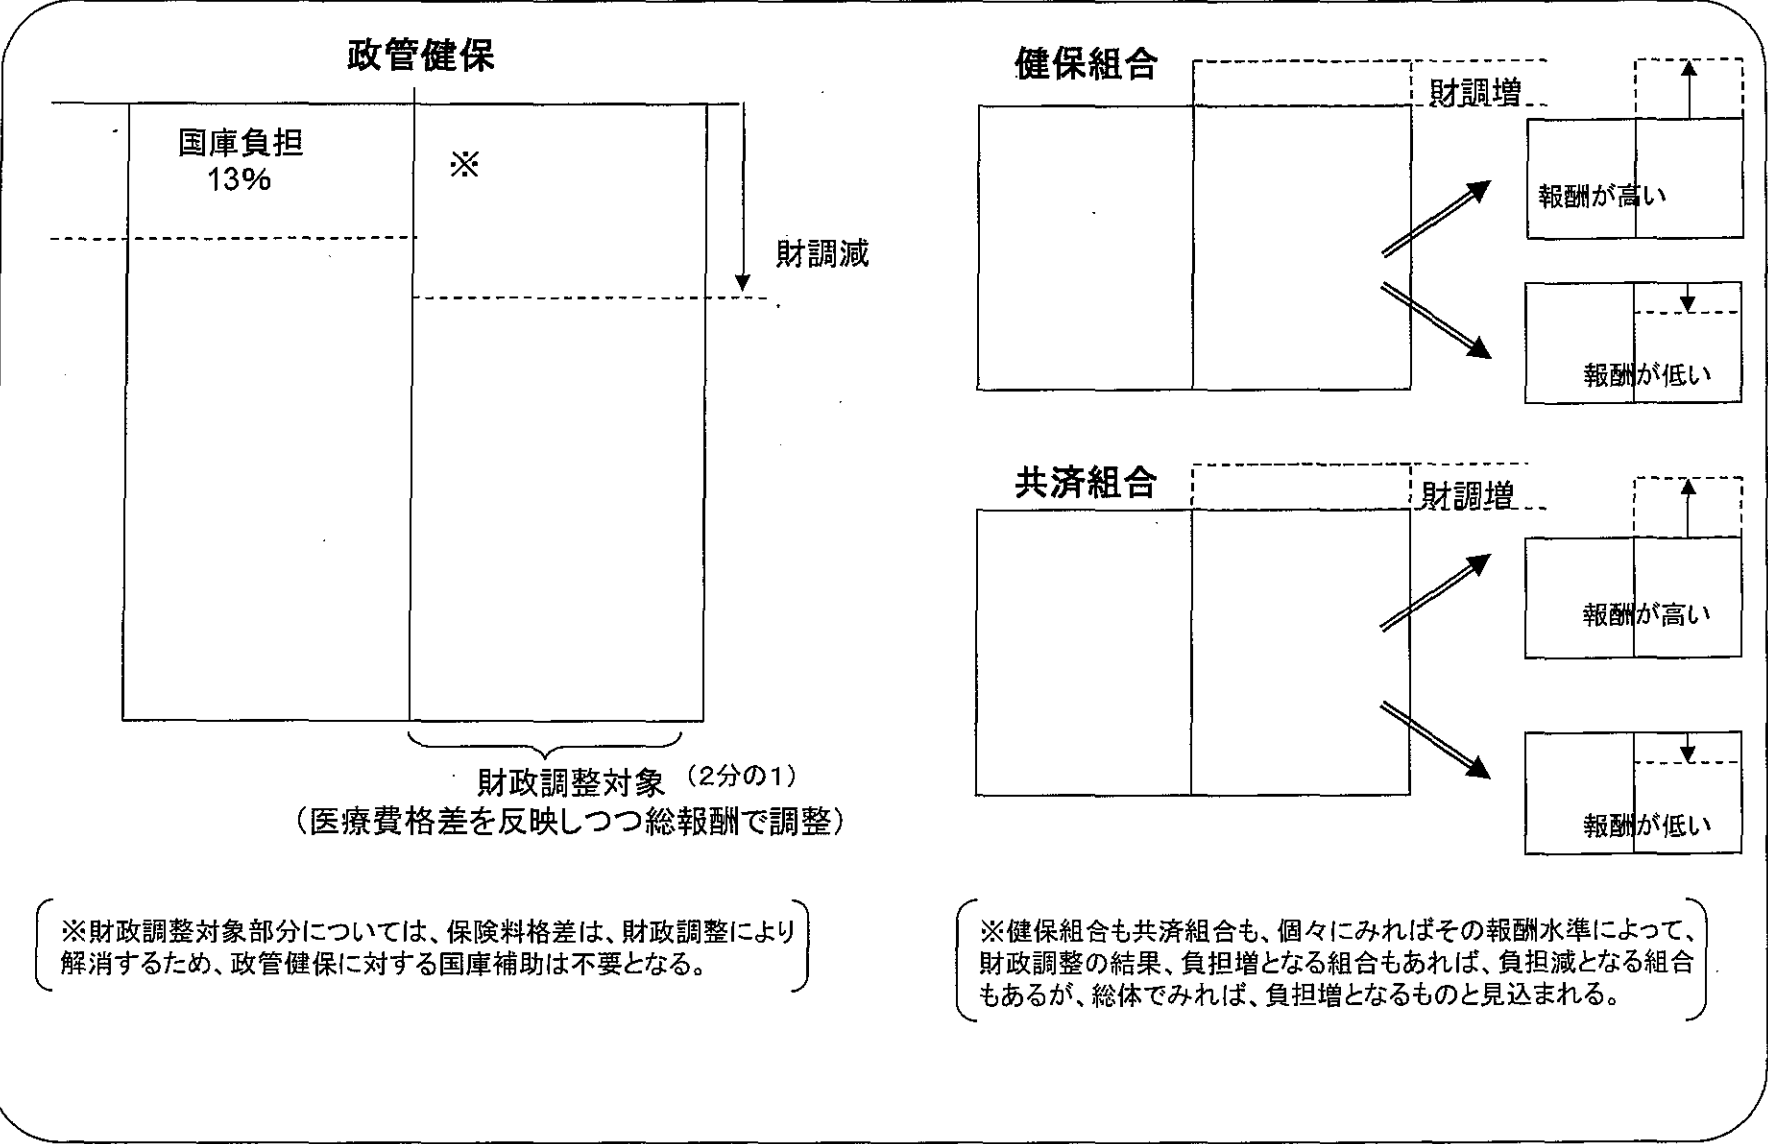 政管健保
国庫負担
13%
※
財調減
財政調整対象（2分の1）
（医療費格差を反映しつつ総報酬で調整）
※財政調整対象部分については、保険料格差は、財政調整により
解消するため、政管健保に対する国庫補助は不要となる。
健保組合
財調増
報酬が高い
報酬が低い
共済組合
財調増
報酬が高い
報酬が低い
※健保組合も共済組合も、個々にみればその報酬水準によって、
財政調整の結果、負担増となる組合もあれば、負担減となる組合
もあるが、総体でみれば、負担増となるものと見込まれる。